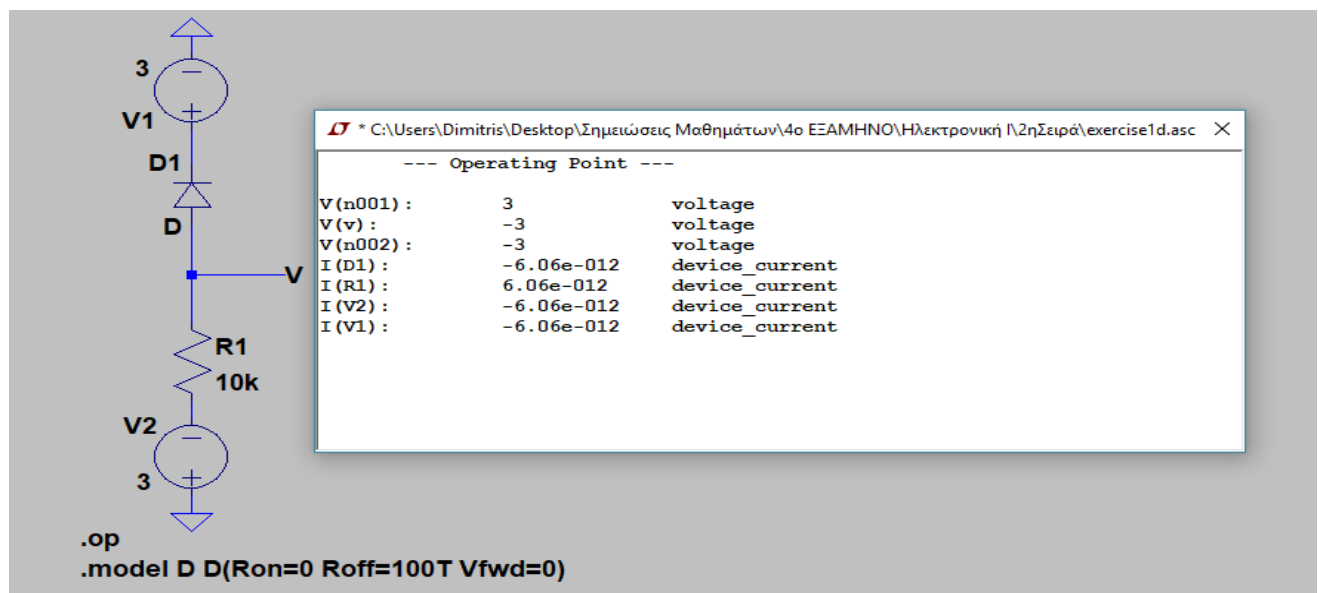 3
V1
D1
D
V
R1
10k
V2
3
.op
.model D D(Ron=0 Roff=100T Vfwd=0)
* C:\Users\Dimitris\Desktop\Σημειώσεις Μαθημάτων\4ο ΕΞΑΜΗΝΟ\Ηλεκτρονική Ι\2ηΣειρά\exercise1d.asc
--- Operating Point ---
V(n001): 3 voltage
V(v): -3 voltage
V(n002): -3 voltage
I(D1): -6.06e-012 device_current
I(R1): 6.06e-012 device_current
I(V2): -6.06e-012 device_current
I(V1): -6.06e-012 device_current